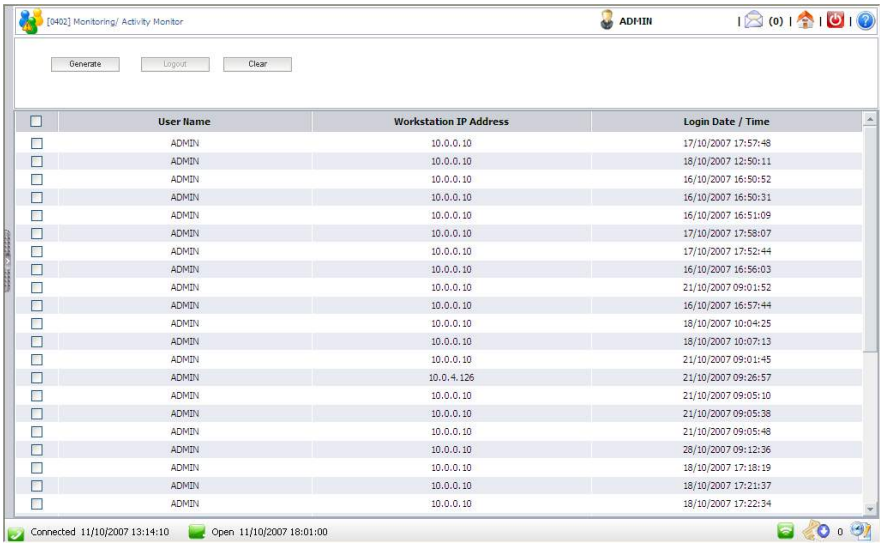 [0402] Monitoring/ Activity Monitor ADMIN | (0) | | |
Generate Logout Clear
User Name Workstation IP Address Login Date / Time
ADMIN 10.0.0.10 17/10/2007 17:57:48
ADMIN 10.0.0.10 18/10/2007 12:50:11
ADMIN 10.0.0.10 16/10/2007 16:50:52
ADMIN 10.0.0.10 16/10/2007 16:50:31
ADMIN 10.0.0.10 16/10/2007 16:51:09
ADMIN 10.0.0.10 17/10/2007 17:58:07
ADMIN 10.0.0.10 17/10/2007 17:52:44
ADMIN 10.0.0.10 16/10/2007 16:56:03
ADMIN 10.0.0.10 21/10/2007 09:01:52
ADMIN 10.0.0.10 16/10/2007 16:57:44
ADMIN 10.0.0.10 18/10/2007 10:04:25
ADMIN 10.0.0.10 18/10/2007 10:07:13
ADMIN 10.0.0.10 21/10/2007 09:01:45
ADMIN 10.0.4.126 21/10/2007 09:26:57
ADMIN 10.0.0.10 21/10/2007 09:05:10
ADMIN 10.0.0.10 21/10/2007 09:05:38
ADMIN 10.0.0.10 21/10/2007 09:05:48
ADMIN 10.0.0.10 28/10/2007 09:12:36
ADMIN 10.0.0.10 18/10/2007 17:18:19
ADMIN 10.0.0.10 18/10/2007 17:21:37
ADMIN 10.0.0.10 18/10/2007 17:22:34
Connected 11/10/2007 13:14:10 Open 11/10/2007 18:01:00 0